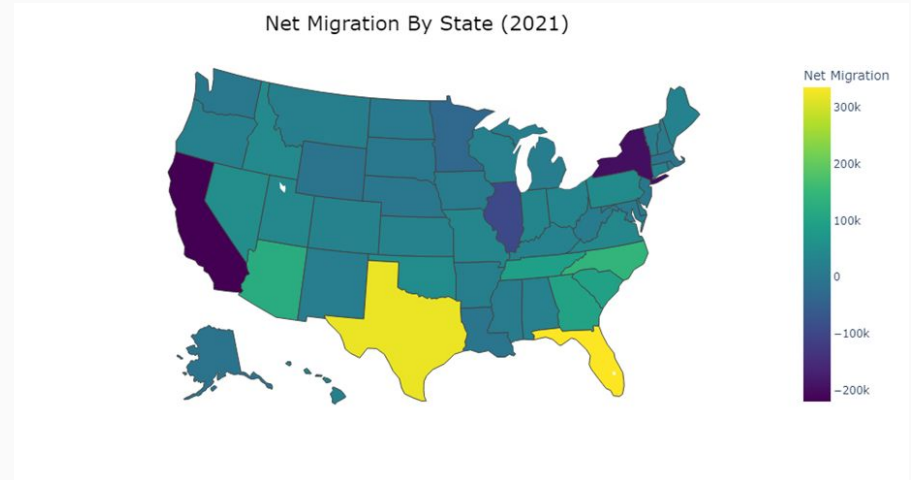 Net Migration By State (2021)
Net Migration
300k
200k
100k
0
−100k
−200k